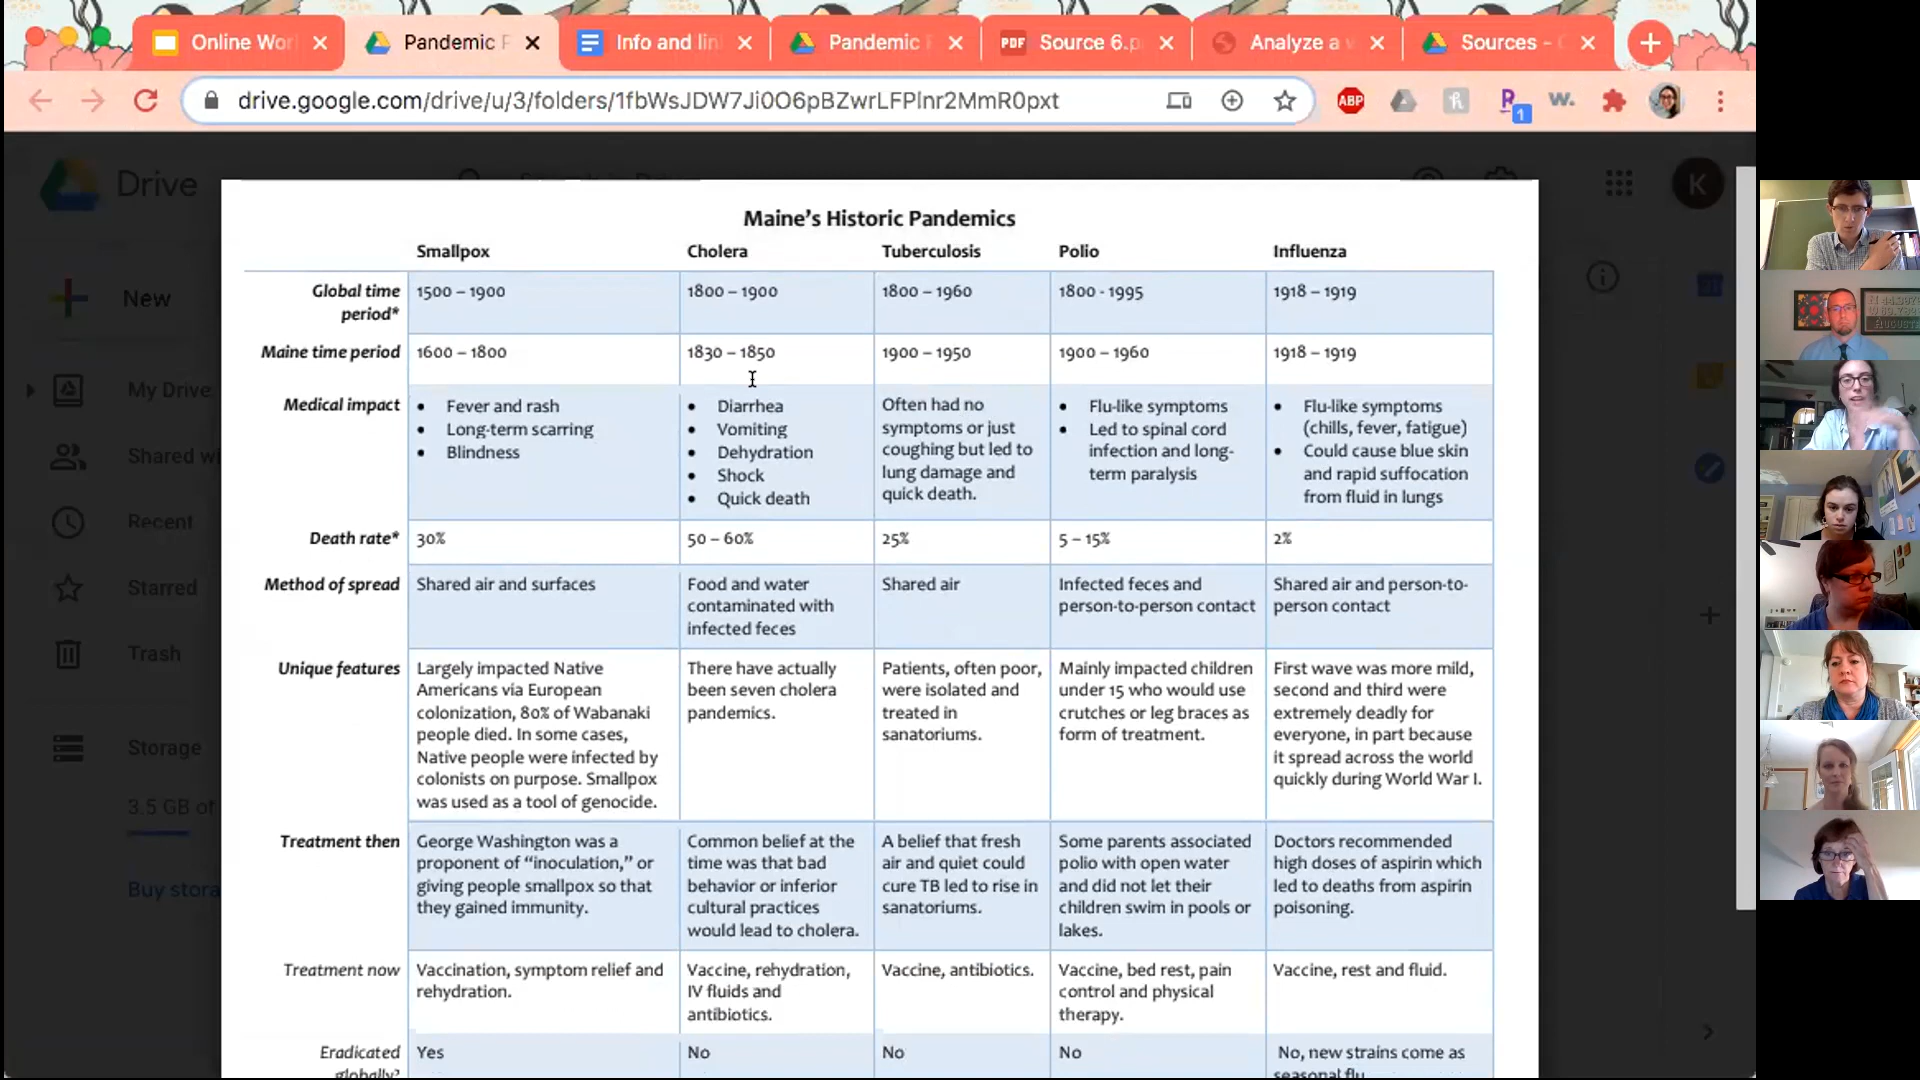 Online Wor
Pandemic
Info and lin
Pandemic
PDF Source 6.p
Analyze a
Sources -
drive.google.com/drive/u/3/folders/1fbWsJDW7Ji0O6pBZwrLFPlnr2MmR0pxt
ABP
1
w.
Drive
K
New
My Drive
Shared wi
Recent
Starred
Trash
Storage
3.5 GB of
Buy stora
Maine's Historic Pandemics
Smallpox Cholera Tuberculosis Polio Influenza
Global time period*
1500 – 1900
1800 – 1900
1800 – 1960
1800 - 1995
1918 – 1919
Maine time period
1600 – 1800
1830 – 1850
1900 – 1950
1900 – 1960
1918 – 1919
Medical impact
• Fever and rash
• Long-term scarring
• Blindness
• Diarrhea
• Vomiting
• Dehydration
• Shock
• Quick death
Often had no
symptoms or just
coughing but led to
lung damage and
quick death.
• Flu-like symptoms
• Led to spinal cord
infection and long-
term paralysis
• Flu-like symptoms
(chills, fever, fatigue)
• Could cause blue skin
and rapid suffocation
from fluid in lungs
Death rate*
30%
50 – 60%
25%
5 – 15%
2%
Method of spread
Shared air and surfaces
Food and water
contaminated with
infected feces
Shared air
Infected feces and
person-to-person contact
Shared air and person-to-
person contact
Unique features
Largely impacted Native
Americans via European
colonization, 80% of Wabanaki
people died. In some cases,
Native people were infected by
colonists on purpose. Smallpox
was used as a tool of genocide.
There have actually
been seven cholera
pandemics.
Patients, often poor,
were isolated and
treated in
sanatoriums.
Mainly impacted children
under 15 who would use
crutches or leg braces as
form of treatment.
First wave was more mild,
second and third were
extremely deadly for
everyone, in part because
it spread across the world
quickly during World War I.
Treatment then
George Washington was a
proponent of “inoculation,” or
giving people smallpox so that
they gained immunity.
Common belief at the
time was that bad
behavior or inferior
cultural practices
would lead to cholera.
A belief that fresh
air and quiet could
cure TB led to rise in
sanatoriums.
Some parents associated
polio with open water
and did not let their
children swim in pools or
lakes.
Doctors recommended
high doses of aspirin which
led to deaths from aspirin
poisoning.
Treatment now
Vaccination, symptom relief and
rehydration.
Vaccine, rehydration,
IV fluids and
antibiotics.
Vaccine, antibiotics.
Vaccine, bed rest, pain
control and physical
therapy.
Vaccine, rest and fluid.
Eradicated
globally?
Yes
No
No
No
No, new strains come as
seasonal flu